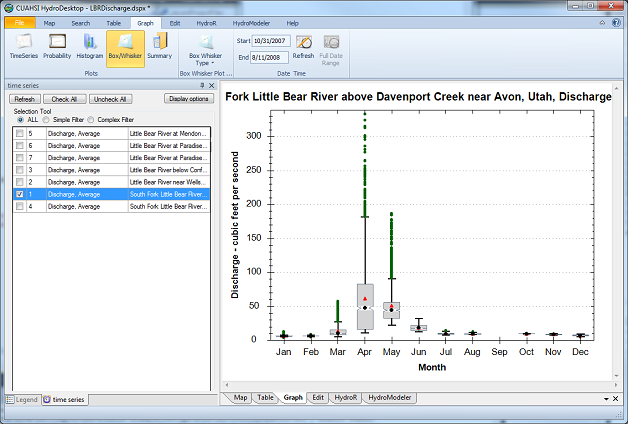 CUAHSI HydroDesktop - LBRDischarge.dspx *
File Map Search Table Graph Edit HydroR HydroModeler Help
TimeSeries Probability Histogram Box/Whisker Summary
Plots
Box Whisker Type
Box Whisker Plot ...
Start 10/31/2007
End 8/11/2008
Refresh
Full Date Range
Date Time
time series
Refresh Check All Uncheck All Display options
Selection Tool
ALL Simple Filter Complex Filter
5 Discharge, Average Little Bear River at Mendon...
6 Discharge, Average Little Bear River at Paradise...
7 Discharge, Average Little Bear River at Paradise...
3 Discharge, Average Little Bear River below Conf...
2 Discharge, Average Little Bear River near Wells...
1 Discharge, Average South Fork Little Bear River...
4 Discharge, Average South Fork Little Bear River...
Legend time series
Fork Little Bear River above Davenport Creek near Avon, Utah, Discharge
Discharge - cubic feet per second
300
250
200
150
100
50
0
Jan Feb Mar Apr May Jun Jul Aug Sep Oct Nov Dec
Month
Map Table Graph Edit HydroR HydroModeler